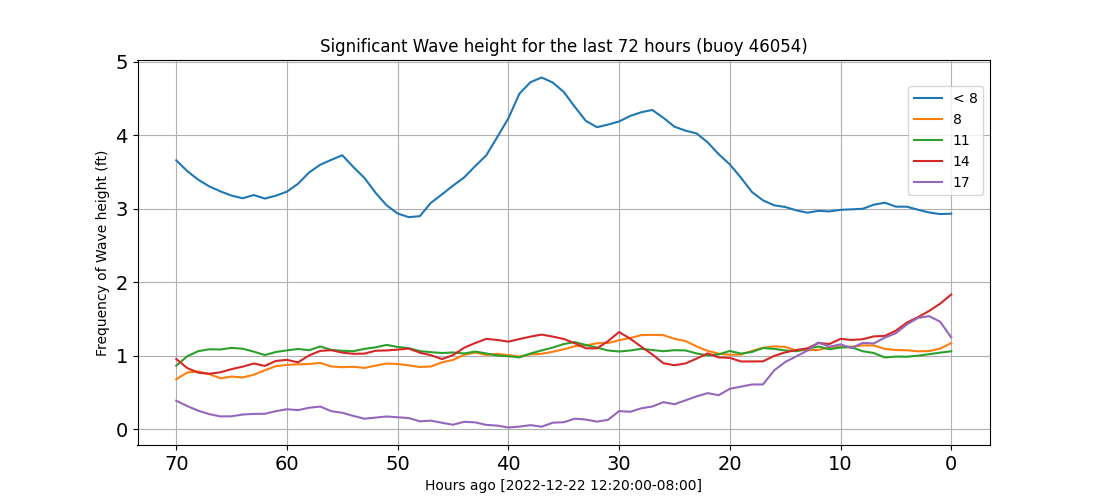 Significant Wave height for the last 72 hours (buoy 46054)
Frequency of Wave height (ft)
5
4
3
2
1
0
< 8
8
11
14
17
70 60 50 40 30 20 10 0
Hours ago [2022-12-22 12:20:00-08:00]